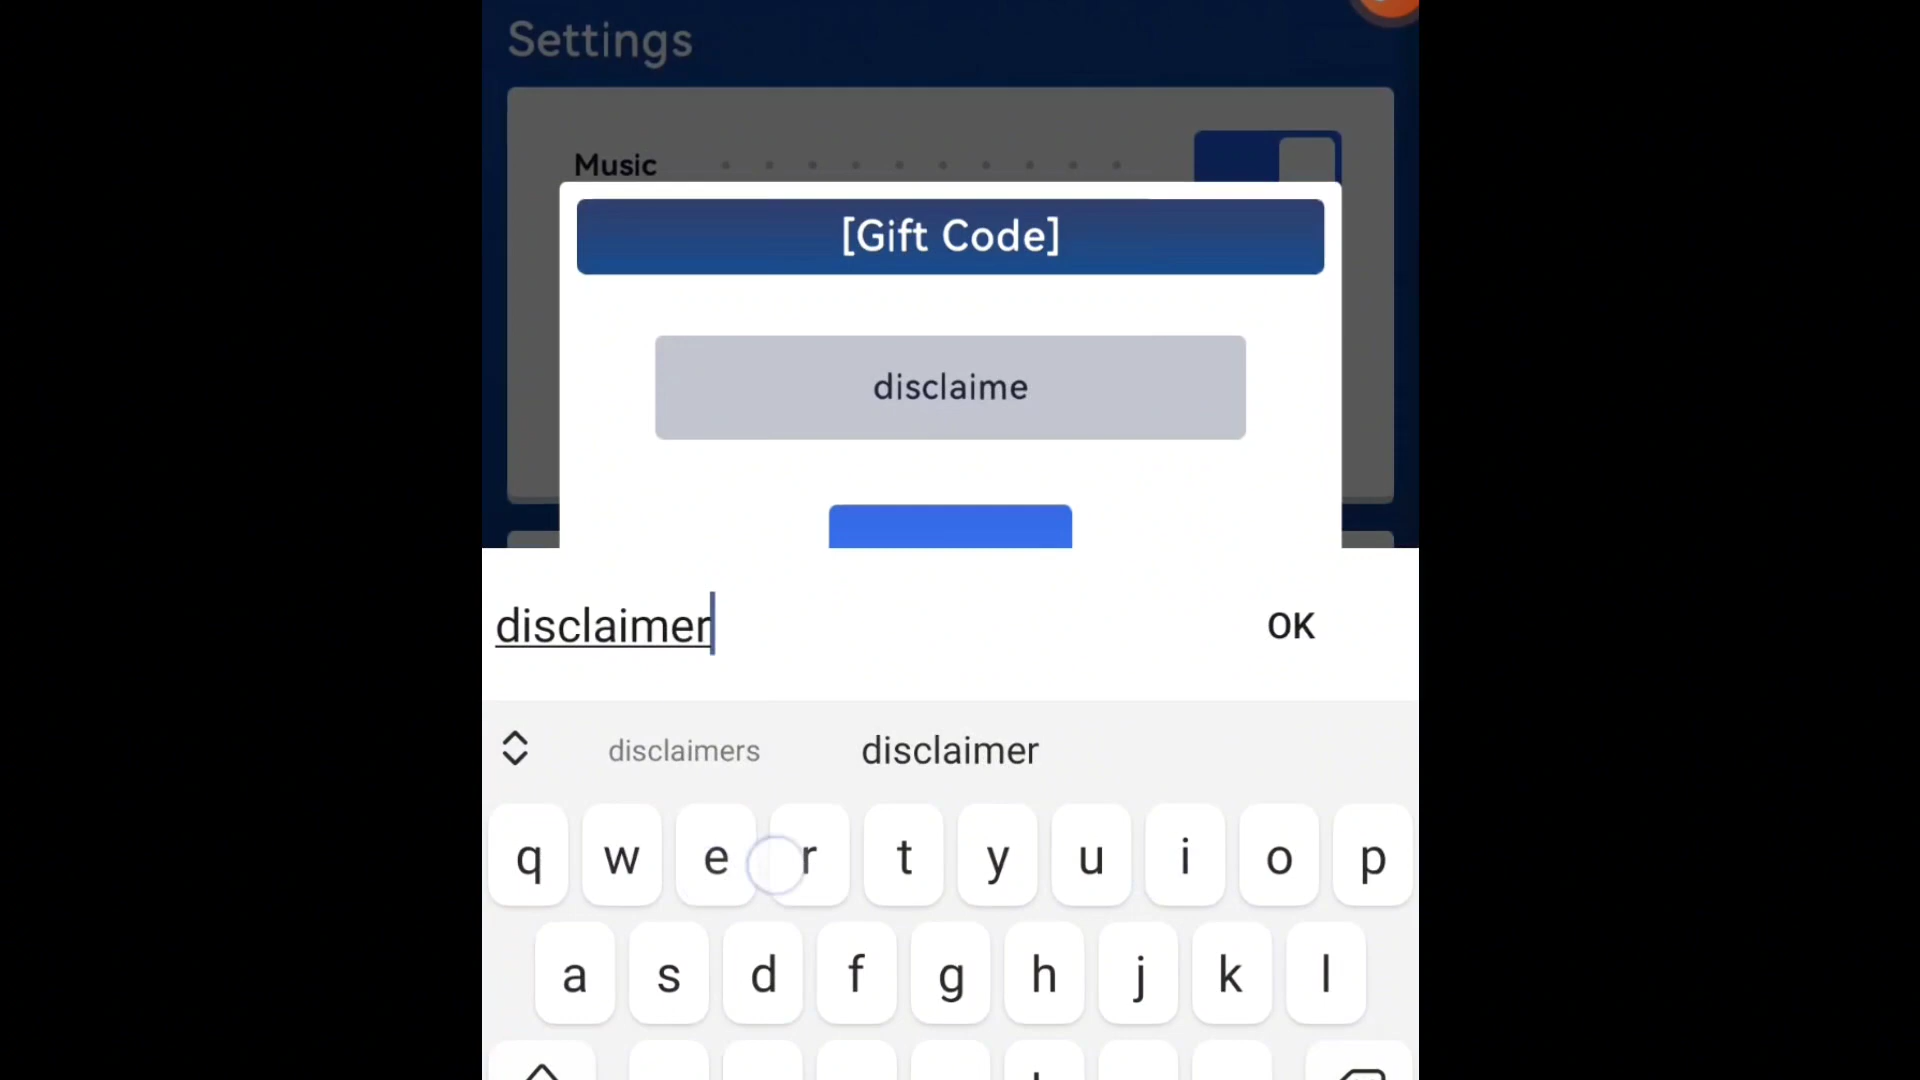 Settings
Music
[Gift Code]
disclaime
disclaimer
OK
disclaimers disclaimer
q w e r t y u i o p
a s d f g h j k l